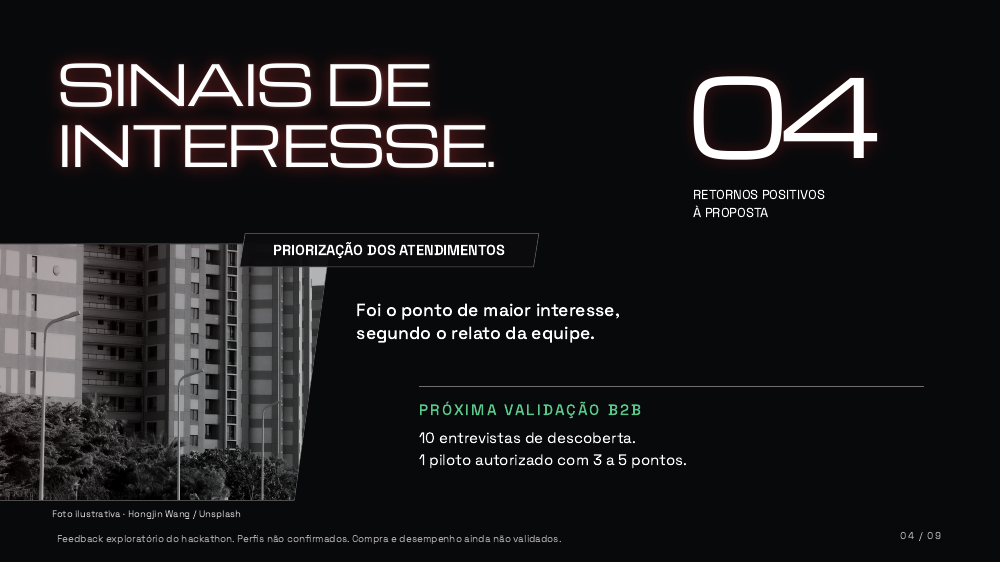 SINAIS DE
INTERESSE.
04
RETORNOS POSITIVOS
À PROPOSTA
PRIORIZAÇÃO DOS ATENDIMENTOS
Foi o ponto de maior interesse,
segundo o relato da equipe.
PRÓXIMA VALIDAÇÃO B2B
10 entrevistas de descoberta.
1 piloto autorizado com 3 a 5 pontos.
Foto ilustrativa · Hongjin Wang / Unsplash
Feedback exploratório do hackathon. Perfis não confirmados. Compra e desempenho ainda não validados.
04 / 09